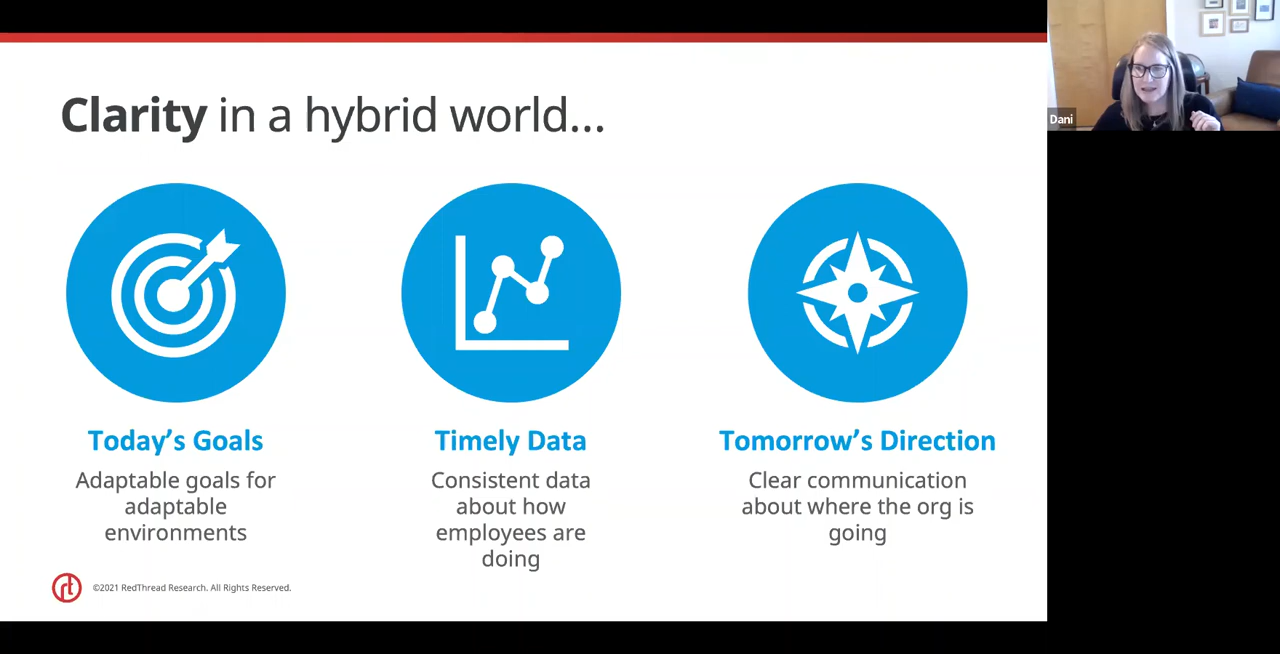 Clarity in a hybrid world...
Dani
Today's Goals
Adaptable goals for
adaptable
environments
Timely Data
Consistent data
about how
employees are
doing
Tomorrow's Direction
Clear communication
about where the org is
going
rt
©2021 RedThread Research. All Rights Reserved.